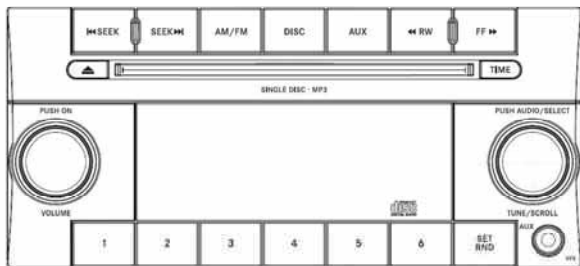 ⏮SEEK SEEK⏭ AM/FM DISC AUX ◀◀ RW FF ▶▶
TIME
SINGLE DISC · MP3
PUSH ON PUSH AUDIO/SELECT
disc
VOLUME TUNE/SCROLL
1 2 3 4 5 6 SET RND AUX